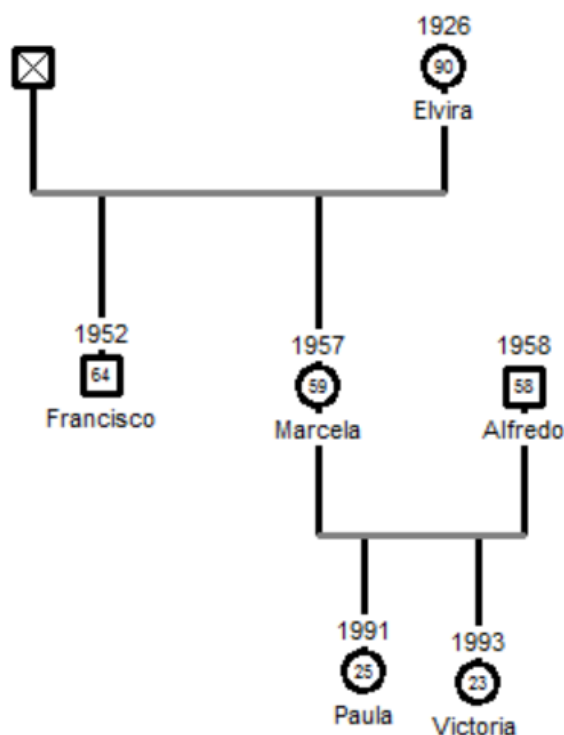 1926
90
Elvira
1952
64
Francisco
1957
59
Marcela
1958
58
Alfredo
1991
25
Paula
1993
23
Victoria